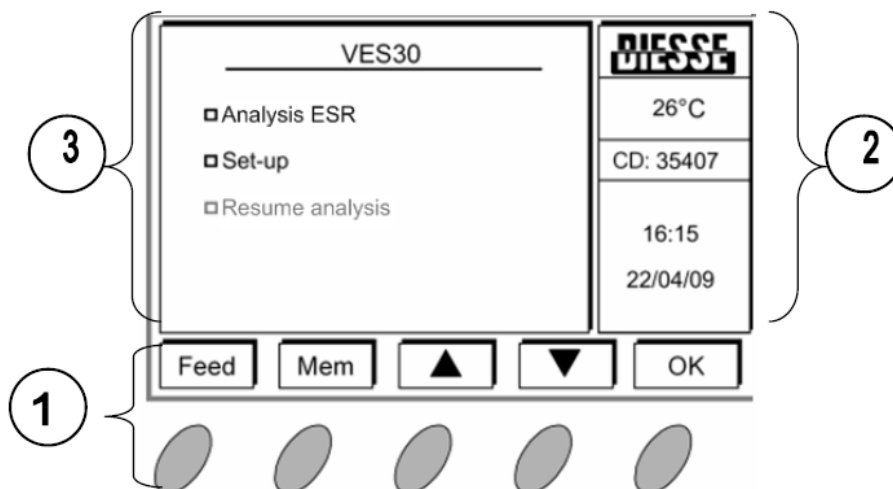 VES30
Analysis ESR
Set-up
Resume analysis
DIESSE
26°C
CD: 35407
16:15
22/04/09
3
2
Feed
Mem
▲
▼
OK
1